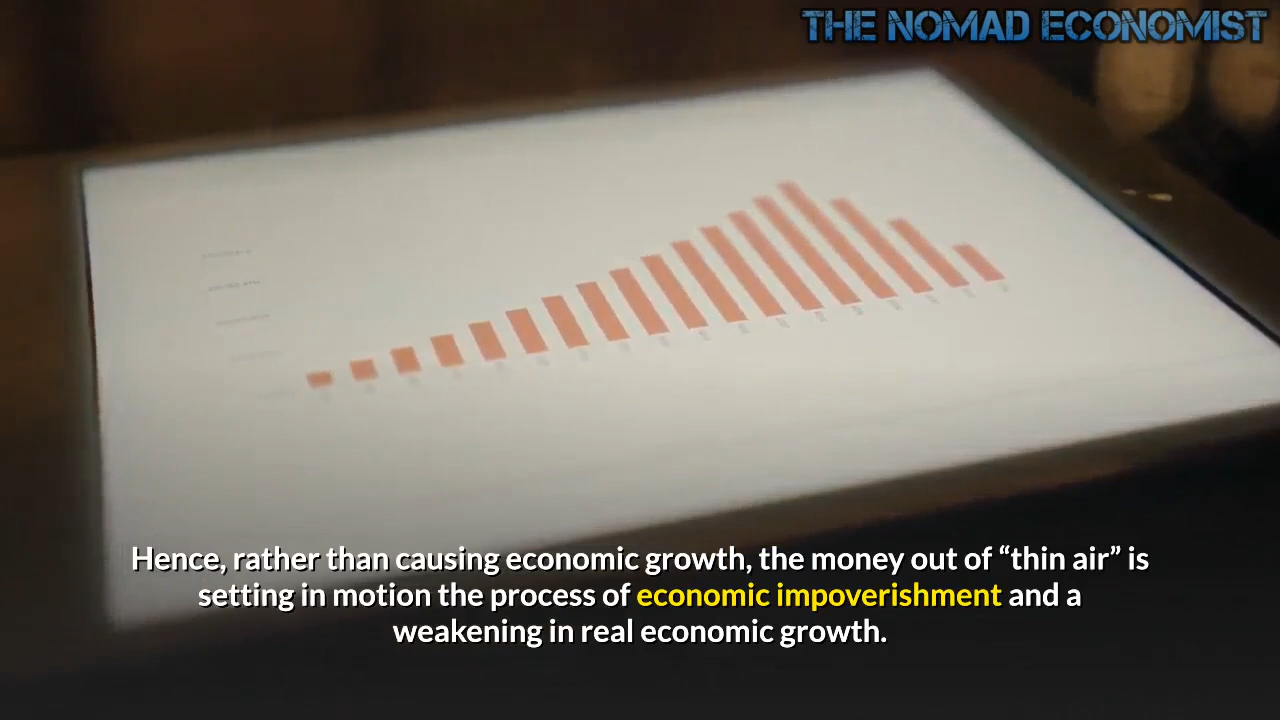 THE NOMAD ECONOMIST
Hence, rather than causing economic growth, the money out of “thin air” is
setting in motion the process of economic impoverishment and a
weakening in real economic growth.